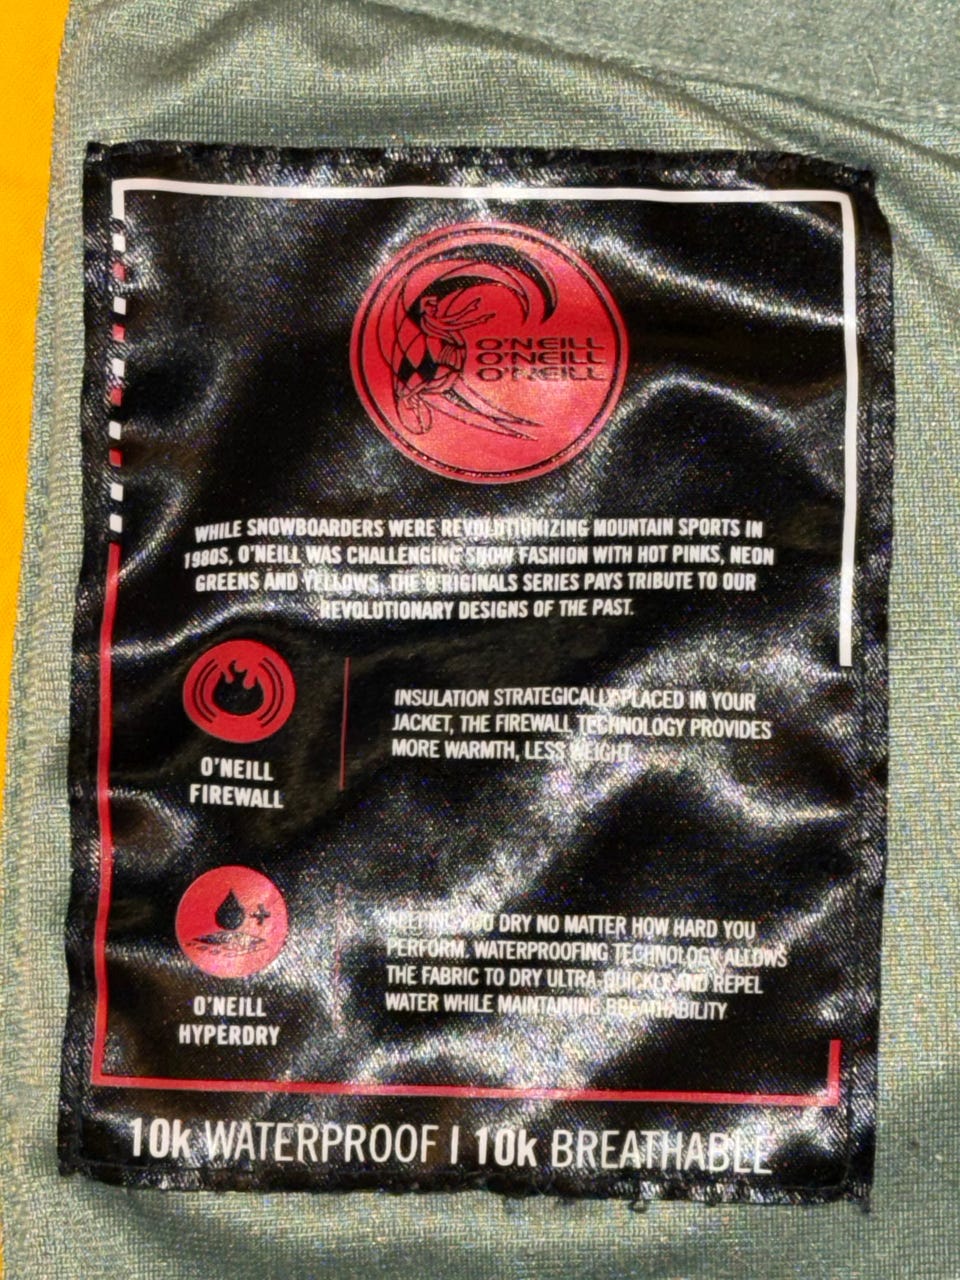 O'NEILL
O'NEILL
O'NEILL
WHILE SNOWBOARDERS WERE REVOLUTIONIZING MOUNTAIN SPORTS IN
1980S, O'NEILL WAS CHALLENGING SNOW FASHION WITH HOT PINKS, NEON
GREENS AND YELLOWS. THE O'RIGINALS SERIES PAYS TRIBUTE TO OUR
REVOLUTIONARY DESIGNS OF THE PAST.
O'NEILL
FIREWALL
INSULATION STRATEGICALLY PLACED IN YOUR
JACKET, THE FIREWALL TECHNOLOGY PROVIDES
MORE WARMTH, LESS WEIGHT
O'NEILL
HYPERDRY
KEEPING YOU DRY NO MATTER HOW HARD YOU
PERFORM. WATERPROOFING TECHNOLOGY ALLOWS
THE FABRIC TO DRY ULTRA-QUICKLY AND REPEL
WATER WHILE MAINTAINING BREATHABILITY
10k WATERPROOF | 10k BREATHABLE